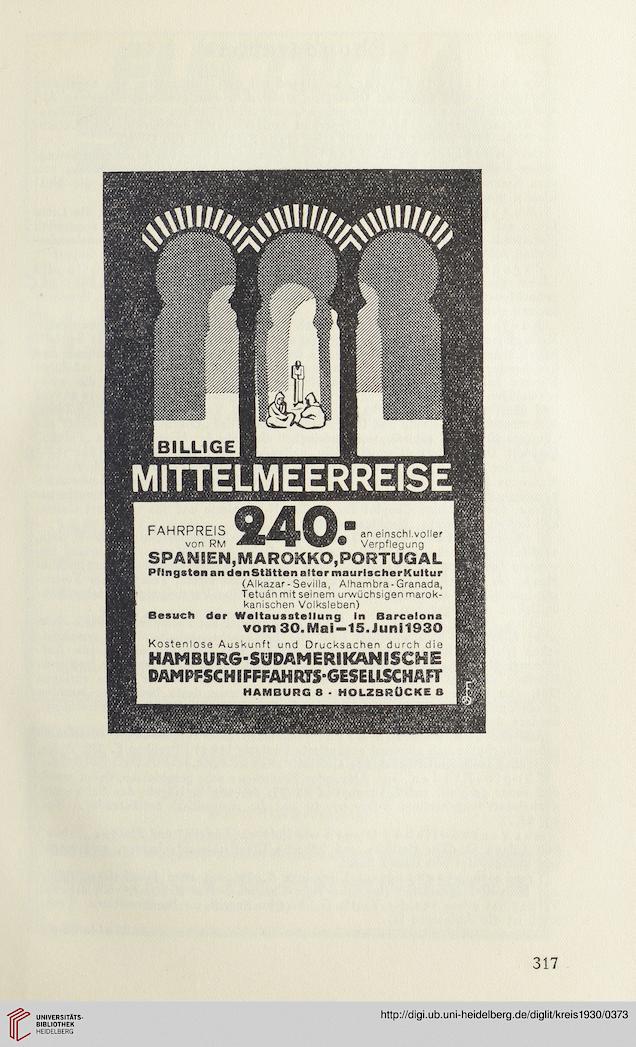 BILLIGE
MITTELMEERREISE
FAHRPREIS
von RM
240.-
an einschl.voller
Verpflegung
SPANIEN,MAROKKO,PORTUGAL
Pfingsten an den Stätten alter maurischer Kultur
(Alkazar-Sevilla, Alhambra-Granada,
Tetuán mit seinem urwüchsigen marok-
kanischen Volksleben)
Besuch der Weltausstellung in Barcelona
vom 30.Mai—15.Juni 1930
Kostenlose Auskunft und Drucksachen durch die
HAMBURG-SÜDAMERIKANISCHE
DAMPFSCHIFFFAHRTS-GESELLSCHAFT
HAMBURG 8 · HOLZBRÜCKE 8
317
UNIVERSITÄTS-
BIBLIOTHEK
HEIDELBERG
http://digi.ub.uni-heidelberg.de/diglit/kreis1930/0373